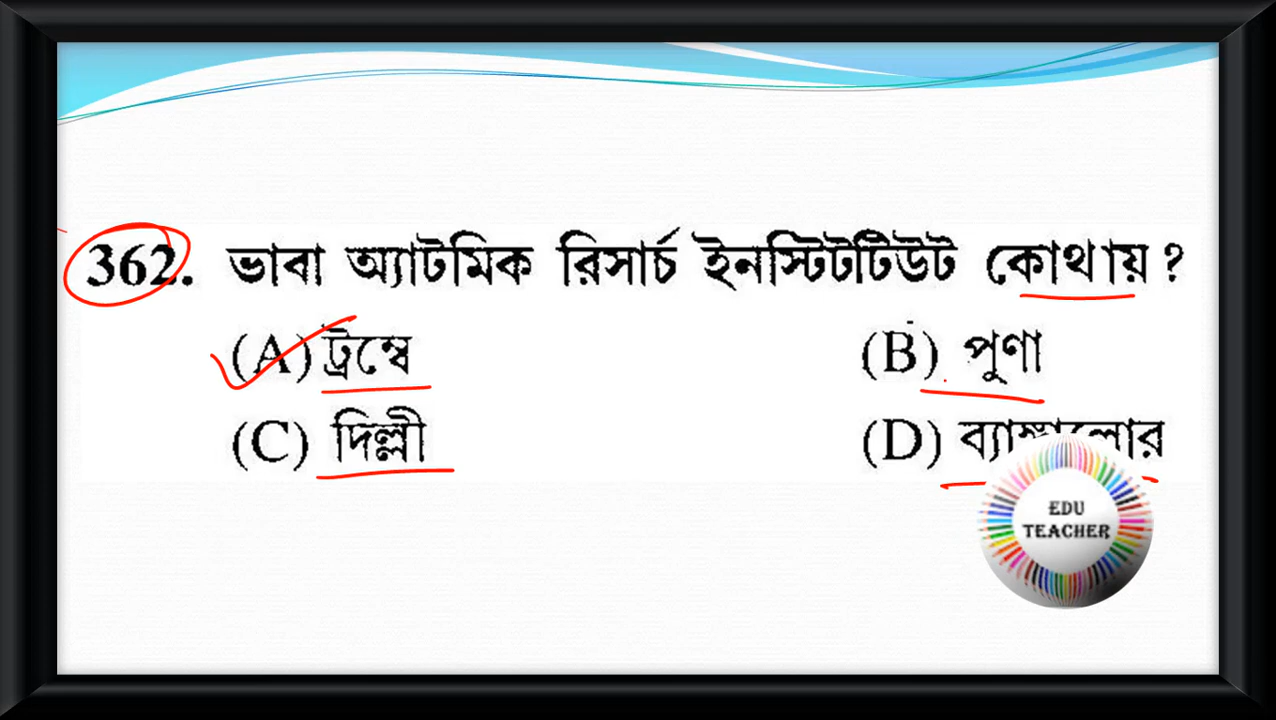 362. ভাবা অ্যাটমিক রিসার্চ ইনস্টিটটিউট কোথায় ?
(A) ট্রম্বে (B) পুণা
(C) দিল্লী (D) ব্যাঙ্গালোর
EDU
TEACHER